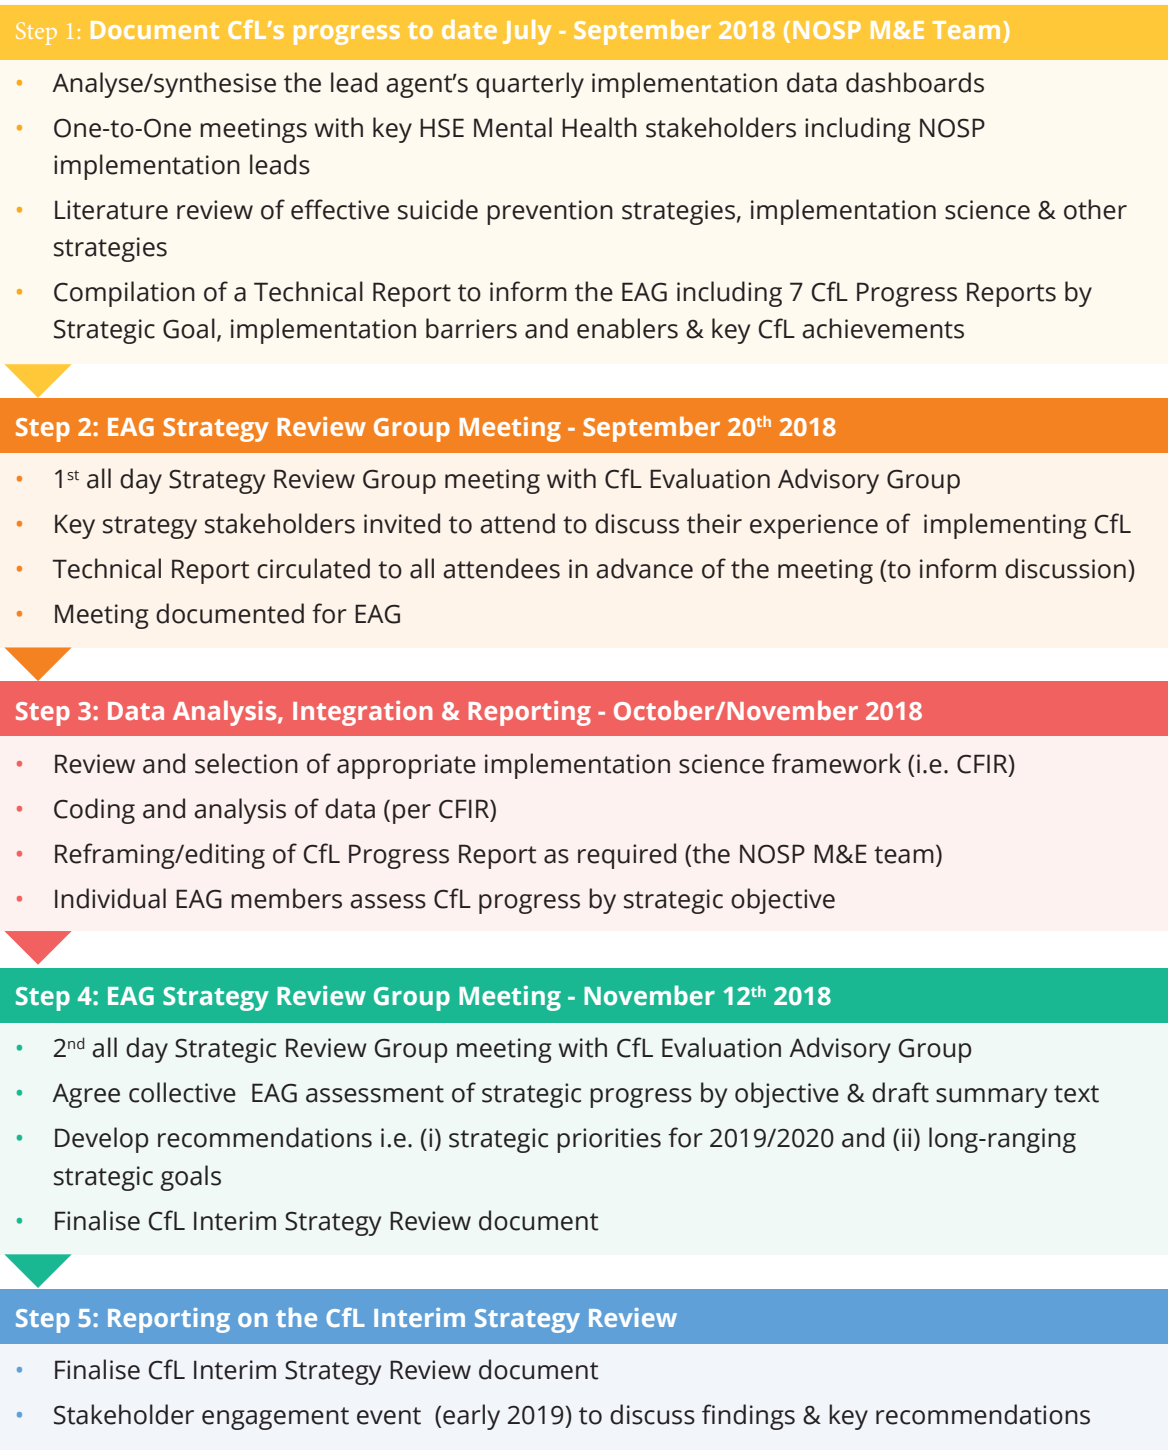 Step 1: Document CfL’s progress to date July - September 2018 (NOSP M&E Team)
• Analyse/synthesise the lead agent’s quarterly implementation data dashboards
• One-to-One meetings with key HSE Mental Health stakeholders including NOSP
implementation leads
• Literature review of effective suicide prevention strategies, implementation science & other
strategies
• Compilation of a Technical Report to inform the EAG including 7 CfL Progress Reports by
Strategic Goal, implementation barriers and enablers & key CfL achievements
Step 2: EAG Strategy Review Group Meeting - September 20th 2018
• 1st all day Strategy Review Group meeting with CfL Evaluation Advisory Group
• Key strategy stakeholders invited to attend to discuss their experience of  implementing CfL
• Technical Report circulated to all attendees in advance of the meeting (to inform discussion)
• Meeting documented for EAG
Step 3: Data Analysis, Integration & Reporting - October/November 2018
• Review and selection of appropriate implementation science framework (i.e. CFIR)
• Coding and analysis of data (per CFIR)
• Reframing/editing of CfL Progress Report as required (the NOSP M&E team)
• Individual EAG members assess CfL progress by strategic objective
Step 4: EAG Strategy Review Group Meeting - November 12th 2018
• 2nd all day Strategic Review Group meeting with CfL Evaluation Advisory Group
• Agree collective  EAG assessment of strategic progress by objective & draft summary text
• Develop recommendations i.e. (i) strategic priorities for 2019/2020 and (ii) long-ranging
strategic goals
• Finalise CfL Interim Strategy Review document
Step 5: Reporting on the CfL Interim Strategy Review
• Finalise CfL Interim Strategy Review document
• Stakeholder engagement event  (early 2019) to discuss findings & key recommendations